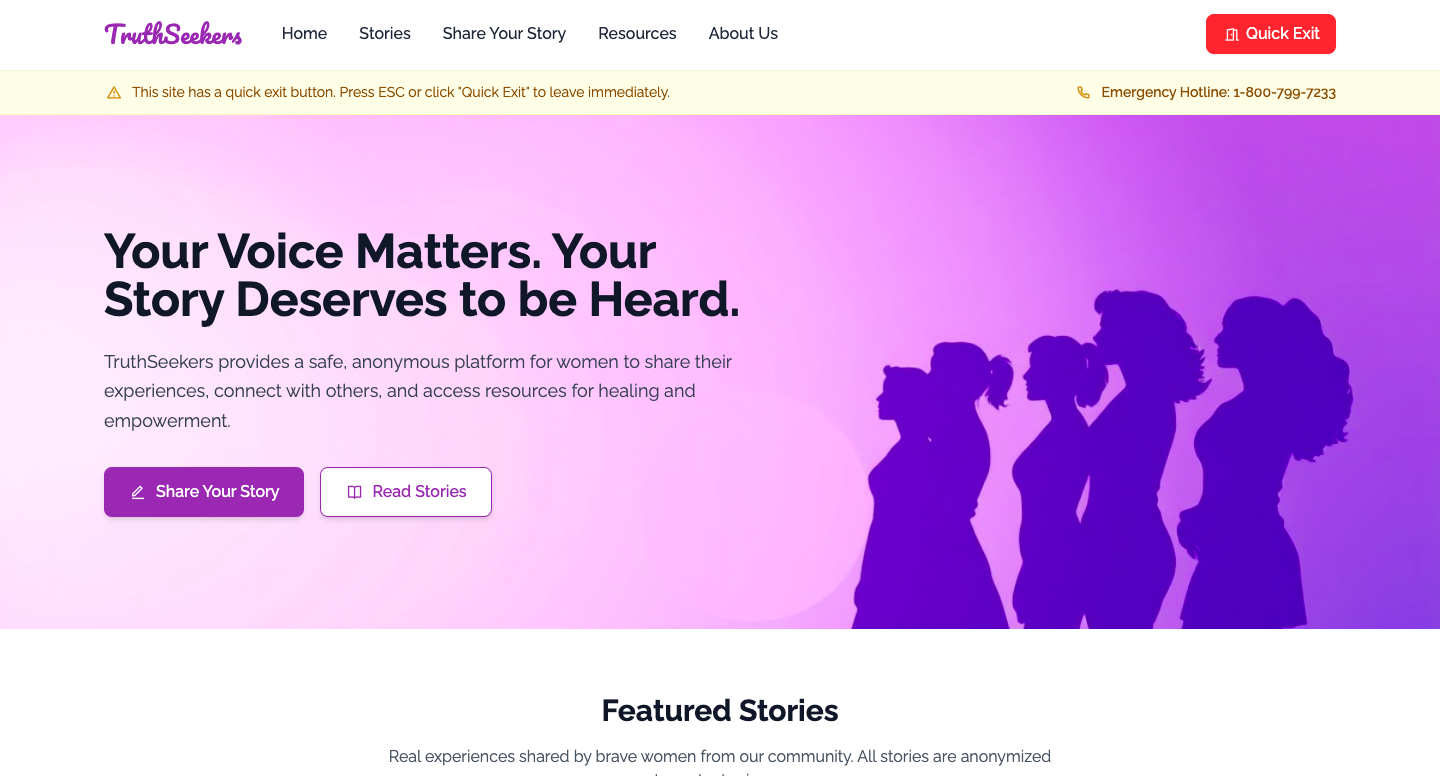 TruthSeekers
Home
Stories
Share Your Story
Resources
About Us
Quick Exit
This site has a quick exit button. Press ESC or click "Quick Exit" to leave immediately.
Emergency Hotline: 1-800-799-7233
Your Voice Matters. Your
Story Deserves to be Heard.
TruthSeekers provides a safe, anonymous platform for women to share their
experiences, connect with others, and access resources for healing and
empowerment.
Share Your Story
Read Stories
Featured Stories
Real experiences shared by brave women from our community. All stories are anonymized